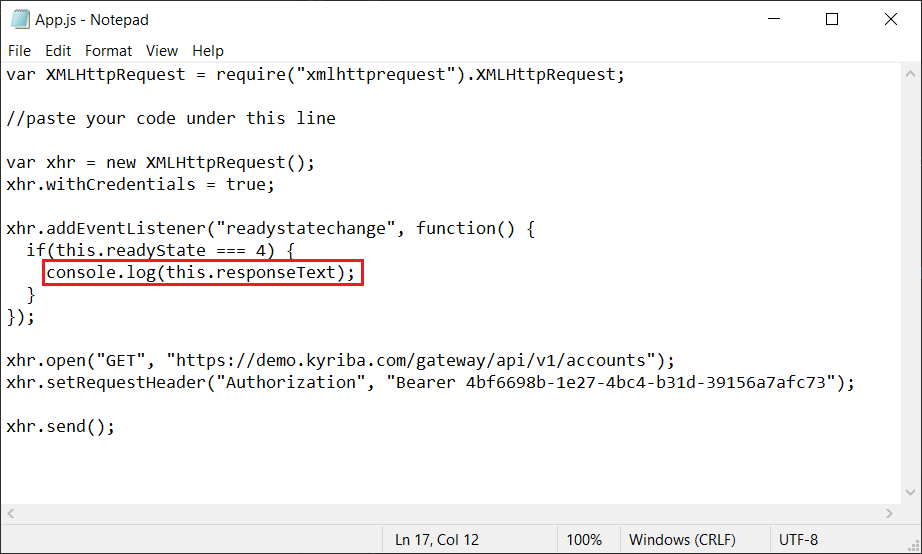 App.js - Notepad
File Edit Format View Help
var XMLHttpRequest = require("xmlhttprequest").XMLHttpRequest;
//paste your code under this line
var xhr = new XMLHttpRequest();
xhr.withCredentials = true;
xhr.addEventListener("readystatechange", function() {
  if(this.readyState === 4) {
    console.log(this.responseText);
  }
});
xhr.open("GET", "https://demo.kyriba.com/gateway/api/v1/accounts");
xhr.setRequestHeader("Authorization", "Bearer 4bf6698b-1e27-4bc4-b31d-39156a7afc73");
xhr.send();
Ln 17, Col 12 100% Windows (CRLF) UTF-8